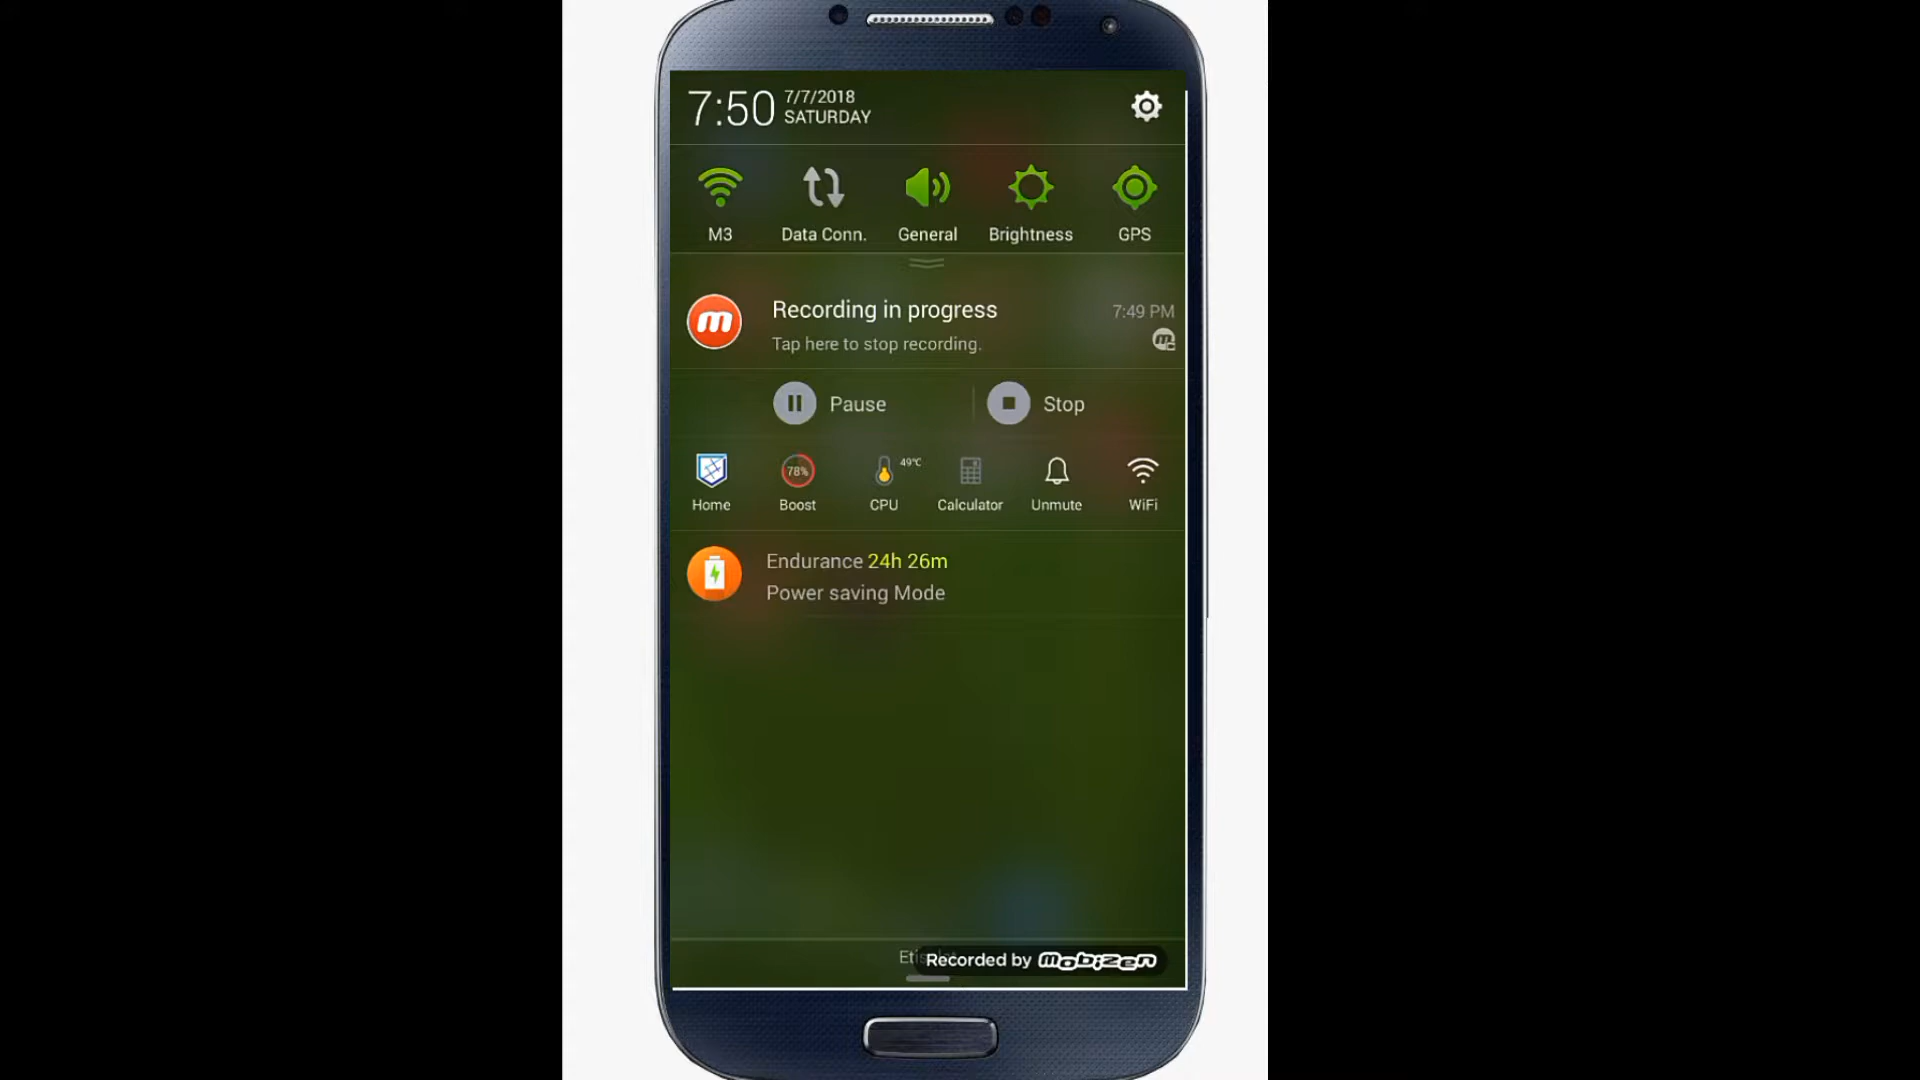 7:50 7/7/2018
SATURDAY
M3 Data Conn. General Brightness GPS
Recording in progress 7:49 PM
Tap here to stop recording.
Pause Stop
78% 49°C
Home Boost CPU Calculator Unmute WiFi
Endurance 24h 26m
Power saving Mode
Recorded by mobizen